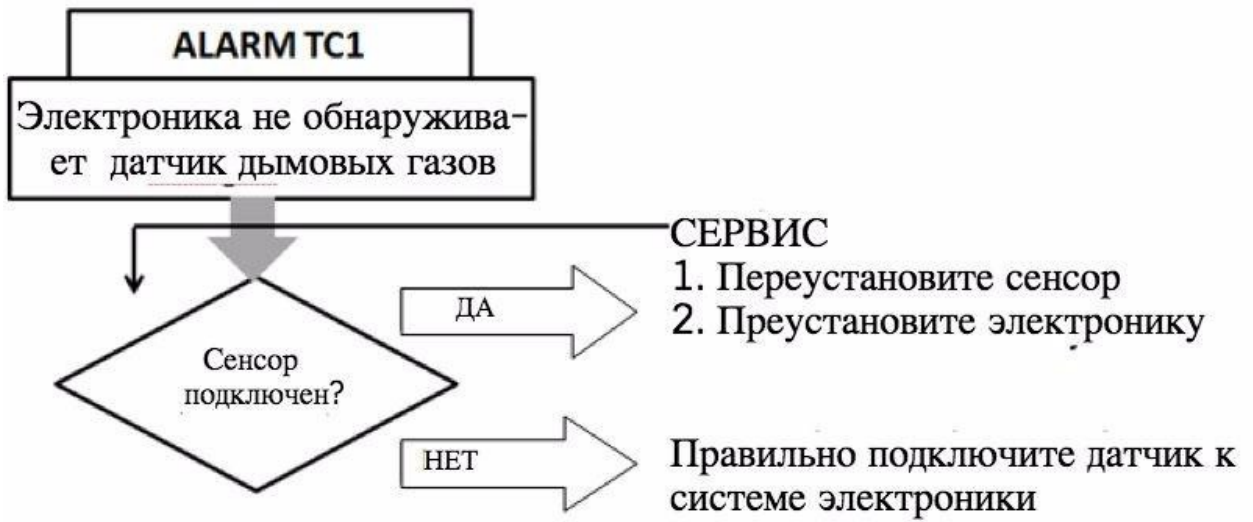 ALARM TC1
Электроника не обнаружива-
ет датчик дымовых газов
СЕРВИС
1. Переустановите сенсор
2. Преустановите электронику
ДА
Сенсор
подключен?
НЕТ
Правильно подключите датчик к
системе электроники